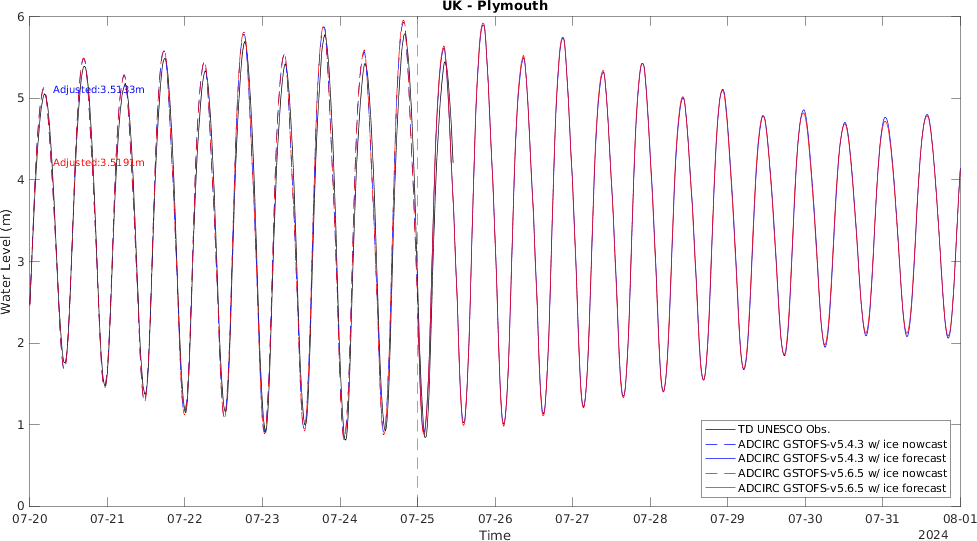 UK - Plymouth
6
5
4
3
2
1
0
Water Level (m)
Adjusted:3.5133m
Adjusted:3.5191m
TD UNESCO Obs.
ADCIRC GSTOFS-v5.4.3 w/ ice nowcast
ADCIRC GSTOFS-v5.4.3 w/ ice forecast
ADCIRC GSTOFS-v5.6.5 w/ ice nowcast
ADCIRC GSTOFS-v5.6.5 w/ ice forecast
07-20 07-21 07-22 07-23 07-24 07-25 07-26 07-27 07-28 07-29 07-30 07-31 08-01
Time
2024